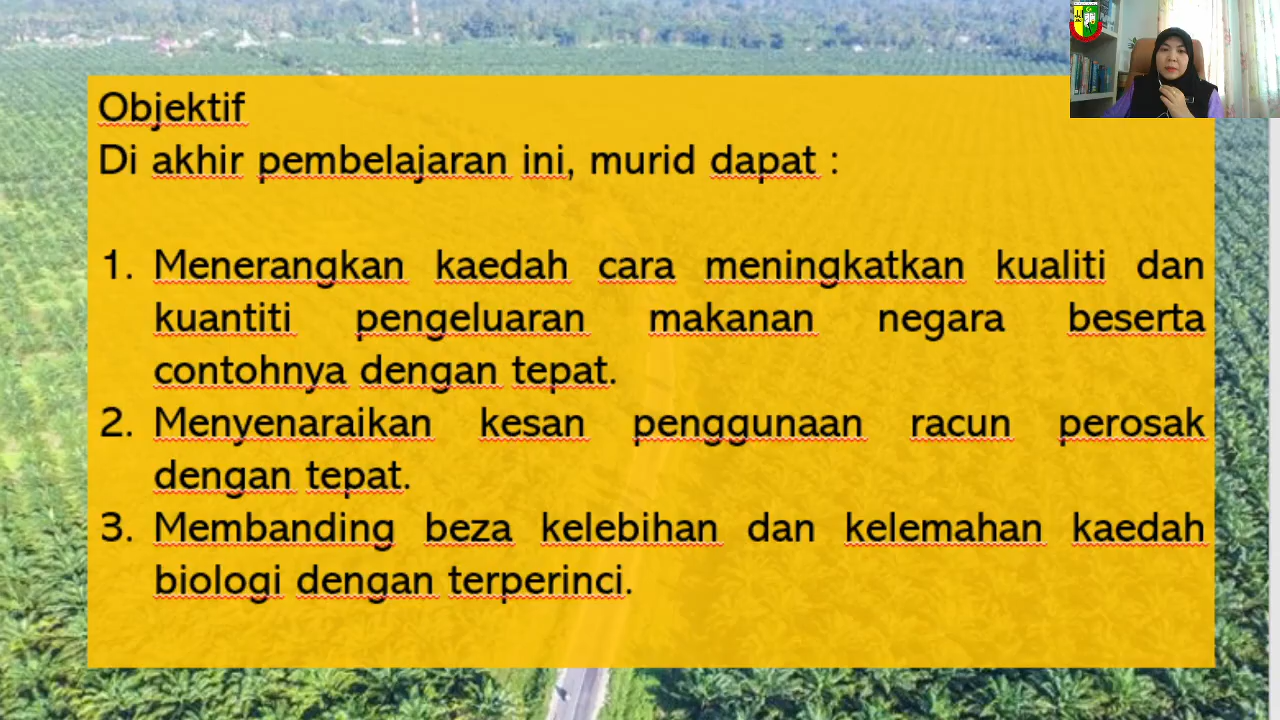 Objektif
Di akhir pembelajaran ini, murid dapat :
1. Menerangkan kaedah cara meningkatkan kualiti dan
kuantiti pengeluaran makanan negara beserta
contohnya dengan tepat.
2. Menyenaraikan kesan penggunaan racun perosak
dengan tepat.
3. Membanding beza kelebihan dan kelemahan kaedah
biologi dengan terperinci.